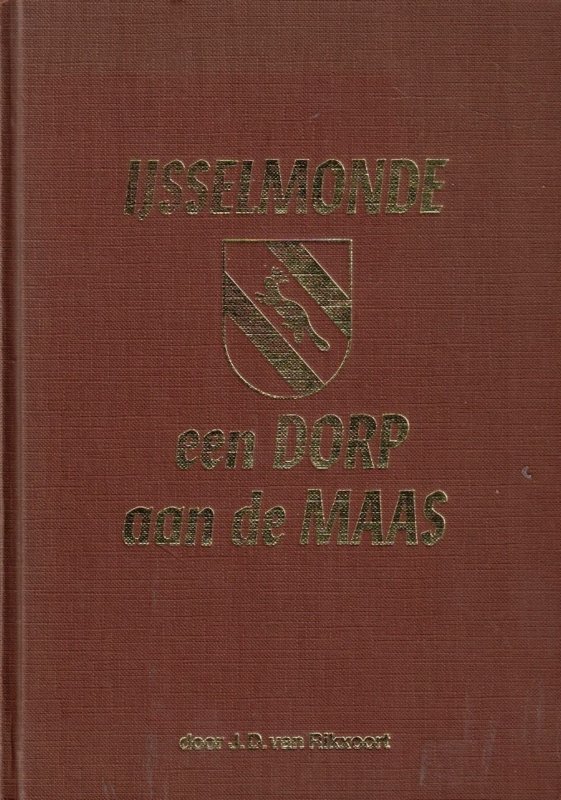 IJSSELMONDE
een DORP
aan de MAAS
door J. P. van Rikxoort